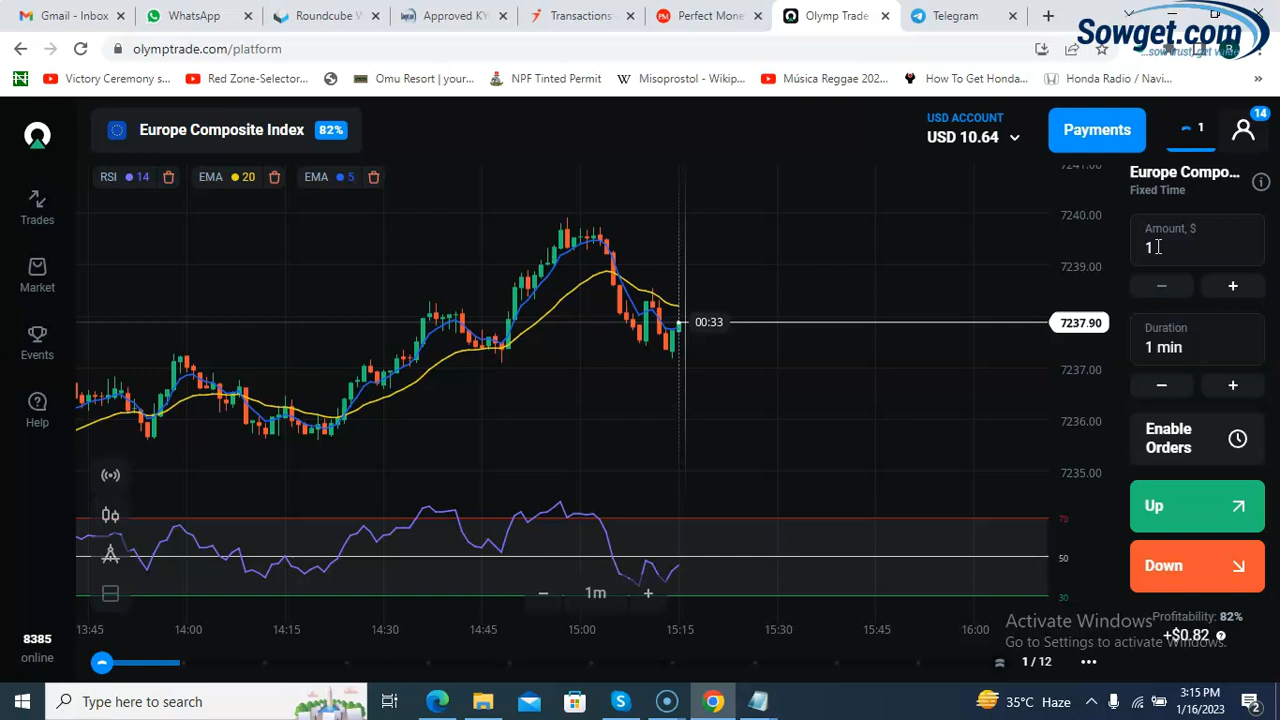 Gmail - Inbox
WhatsApp
Roundcube W
Approved KY
Transactions -
Perfect Mone
Olymp Trade
Telegram
Sowget.com
...sow trust, get value
olymptrade.com/platform
Victory Ceremony s...
Red Zone-Selector...
Omu Resort | your...
NPF Tinted Permit
Misoprostol - Wikip...
Música Reggae 202...
How To Get Honda...
Honda Radio / Navi...
Europe Composite Index 82%
USD ACCOUNT
USD 10.64
Payments
1
14
RSI 14
EMA 20
EMA 5
Trades
Market
Events
Help
8385
online
7241.00
7240.00
7239.00
7237.90
7237.00
7236.00
7235.00
00:33
70
50
30
1m
13:45 14:00 14:15 14:30 14:45 15:00 15:15 15:30 15:45 16:00
1 / 12
Europe Compo...
Fixed Time
Amount, $
1
Duration
1 min
Enable
Orders
Up
Down
Profitability: 82%
+$0.82
Activate Windows
Go to Settings to activate Windows.
Type here to search
35°C Haze
3:15 PM
1/16/2023
2